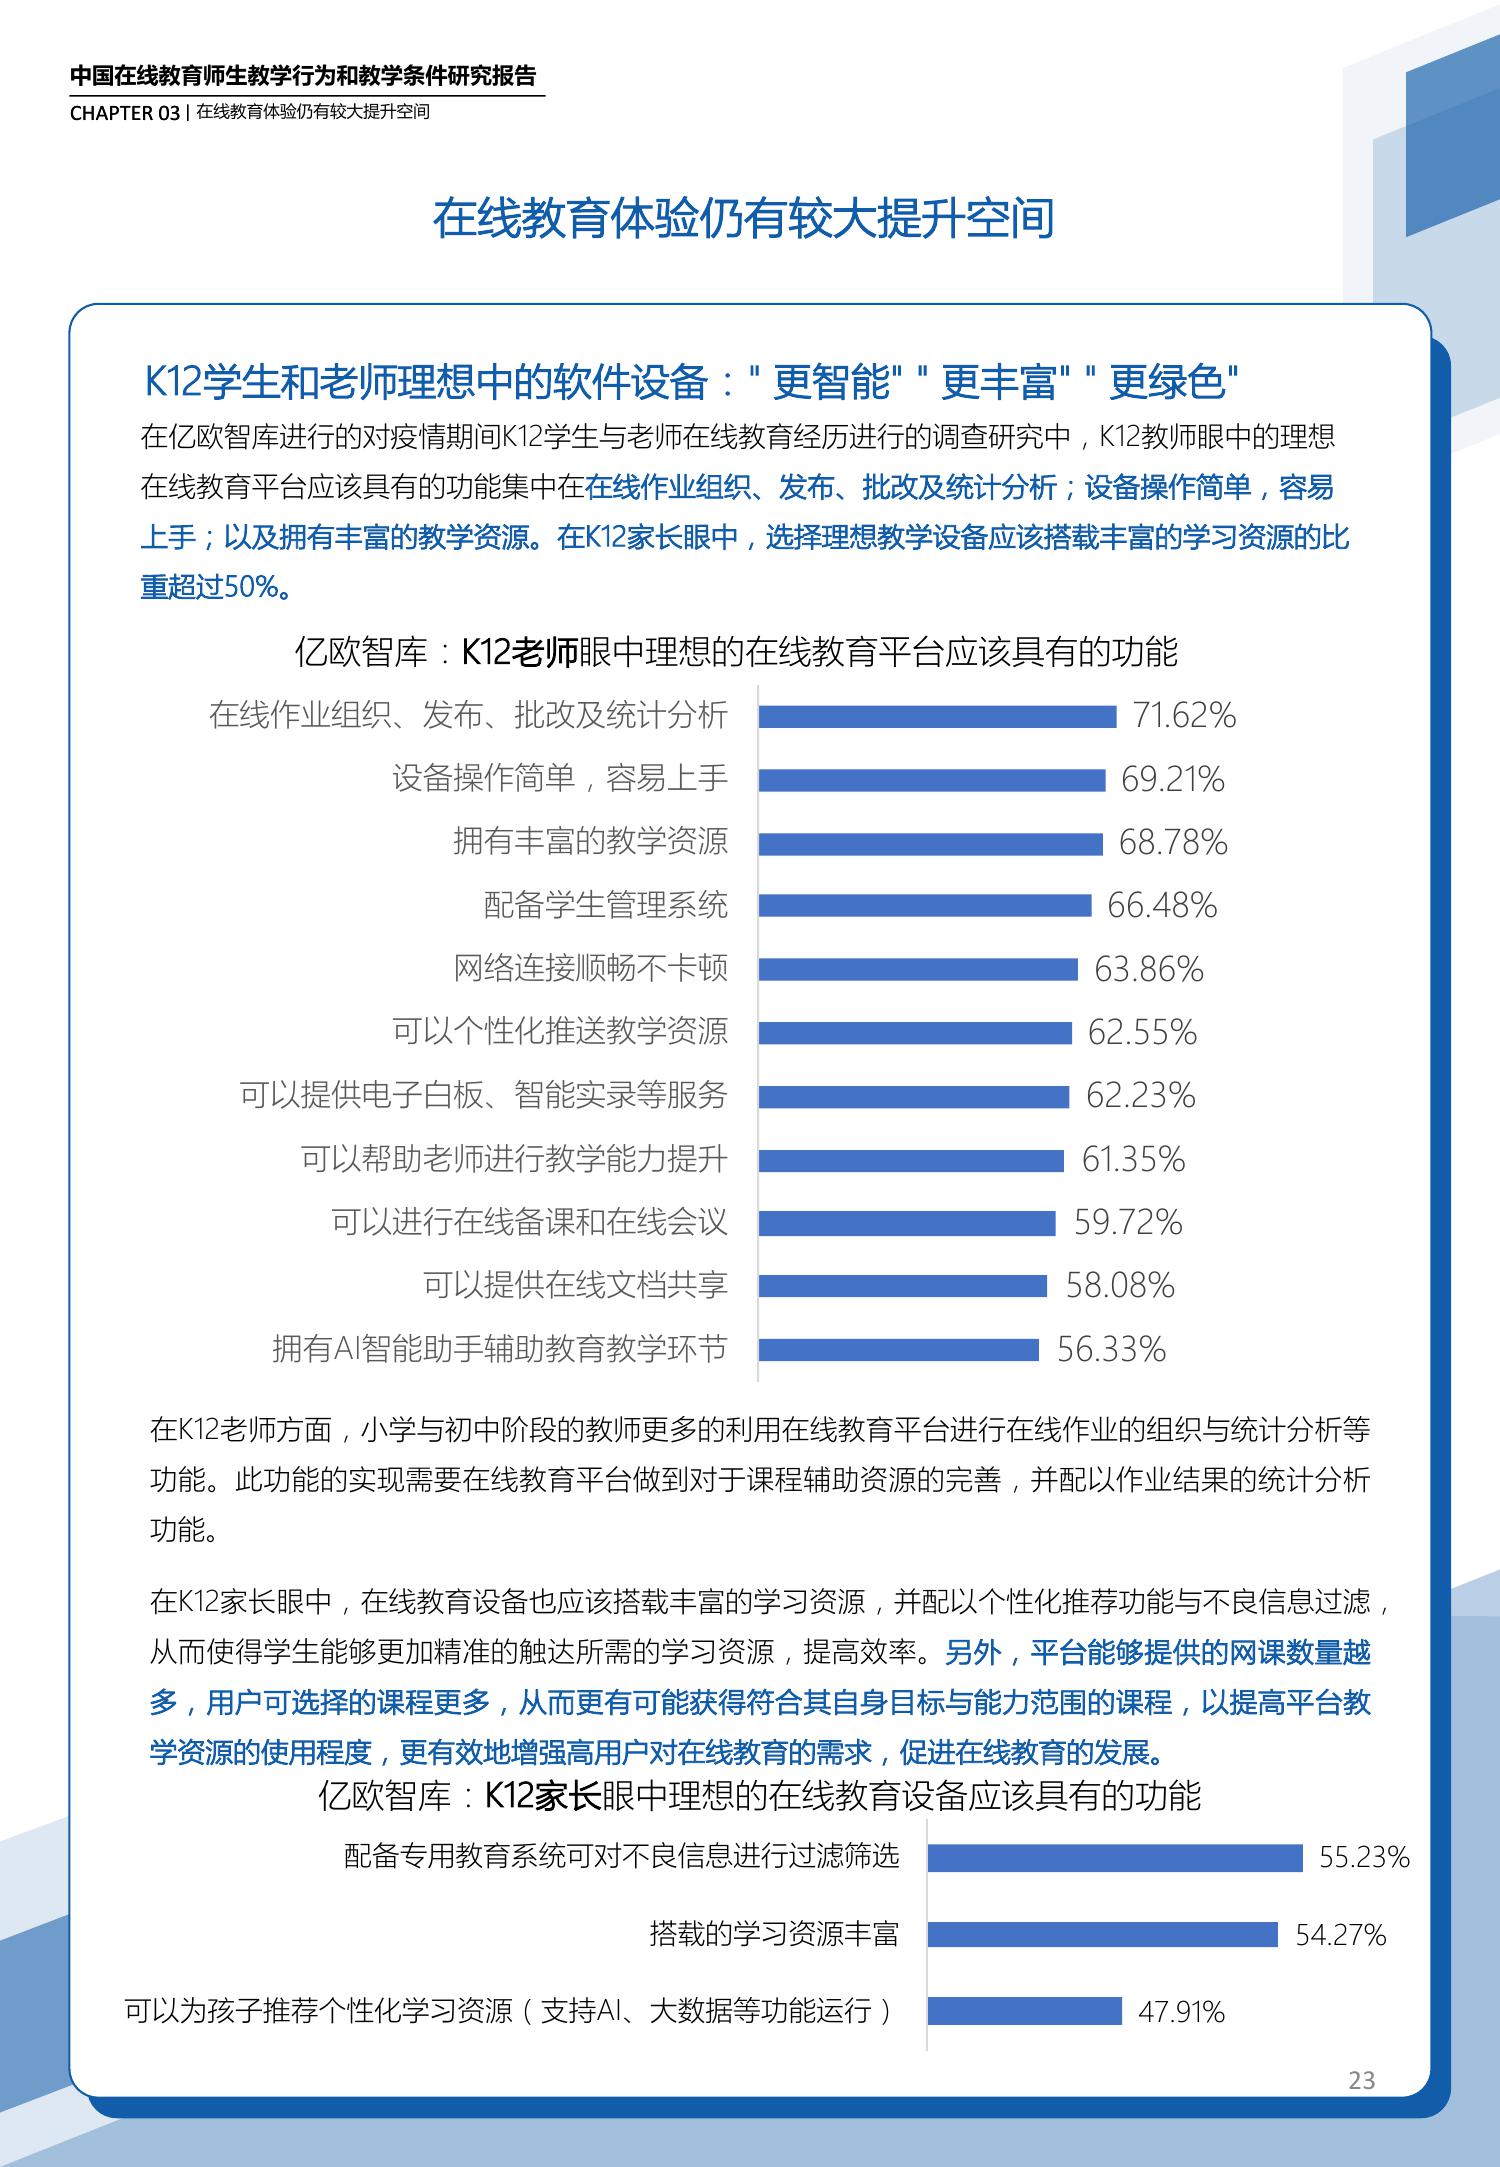 中国在线教育师生教学行为和教学条件研究报告
CHAPTER 03 | 在线教育体验仍有较大提升空间
在线教育体验仍有较大提升空间
K12学生和老师理想中的软件设备：" 更智能" " 更丰富" " 更绿色"
在亿欧智库进行的对疫情期间K12学生与老师在线教育经历进行的调查研究中，K12教师眼中的理想
在线教育平台应该具有的功能集中在在线作业组织、发布、批改及统计分析；设备操作简单，容易
上手；以及拥有丰富的教学资源。在K12家长眼中，选择理想教学设备应该搭载丰富的学习资源的比
重超过50%。
亿欧智库：K12老师眼中理想的在线教育平台应该具有的功能
在线作业组织、发布、批改及统计分析 71.62%
设备操作简单，容易上手 69.21%
拥有丰富的教学资源 68.78%
配备学生管理系统 66.48%
网络连接顺畅不卡顿 63.86%
可以个性化推送教学资源 62.55%
可以提供电子白板、智能实录等服务 62.23%
可以帮助老师进行教学能力提升 61.35%
可以进行在线备课和在线会议 59.72%
可以提供在线文档共享 58.08%
拥有AI智能助手辅助教育教学环节 56.33%
在K12老师方面，小学与初中阶段的教师更多的利用在线教育平台进行在线作业的组织与统计分析等
功能。此功能的实现需要在线教育平台做到对于课程辅助资源的完善，并配以作业结果的统计分析
功能。
在K12家长眼中，在线教育设备也应该搭载丰富的学习资源，并配以个性化推荐功能与不良信息过滤，
从而使得学生能够更加精准的触达所需的学习资源，提高效率。另外，平台能够提供的网课数量越
多，用户可选择的课程更多，从而更有可能获得符合其自身目标与能力范围的课程，以提高平台教
学资源的使用程度，更有效地增强高用户对在线教育的需求，促进在线教育的发展。
亿欧智库：K12家长眼中理想的在线教育设备应该具有的功能
配备专用教育系统可对不良信息进行过滤筛选 55.23%
搭载的学习资源丰富 54.27%
可以为孩子推荐个性化学习资源（支持AI、大数据等功能运行） 47.91%
23